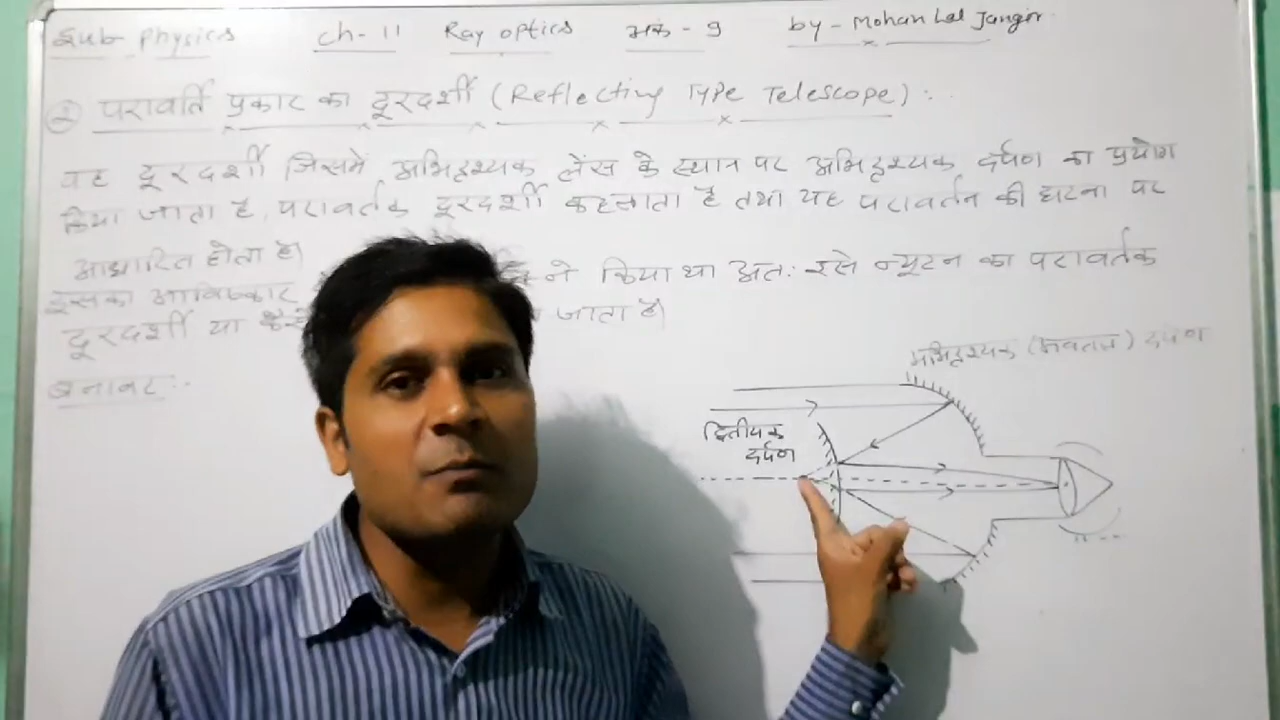 Sub Physics ch-11 Ray optics अंक - 9 by - Mohan Lal Jangir
② परावर्ति प्रकार का दूरदर्शी (Reflecting Type Telescope) :
वह दूरदर्शी जिसमें अभिदृश्यक लेंस के स्थान पर अभिदृश्यक दर्पण का प्रयोग
किया जाता है, परावर्तक दूरदर्शी कहलाता है तथा यह परावर्तन की घटना पर
आधारित होता है।
इसका आविष्कार ने किया था अतः इसे न्यूटन का परावर्तक
दूरदर्शी या जाता है।
बनावट :-
अभिदृश्यक (अवतल) दर्पण
द्वितीयक
दर्पण